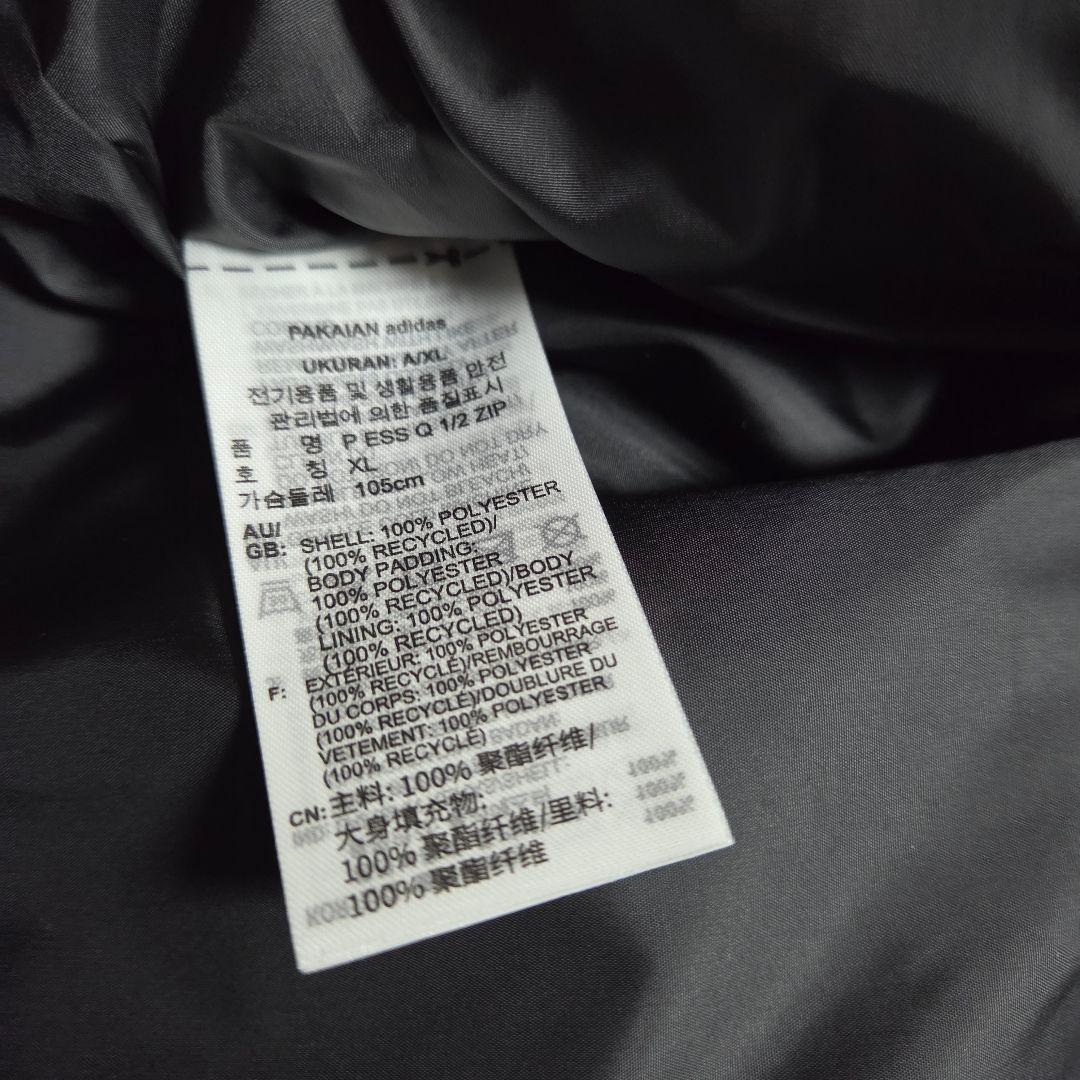 PAKAIAN adidas
UKURAN: A/XL
전기용품 및 생활용품 안전
관리법에 의한 품질표시
품 명 P ESS Q 1/2 ZIP
호 칭 XL
가슴둘레 105cm
AU/
GB: SHELL: 100% POLYESTER
(100% RECYCLED)/
BODY PADDING:
100% POLYESTER
(100% RECYCLED)/BODY
LINING: 100% POLYESTER
(100% RECYCLED)
F: EXTÉRIEUR: 100% POLYESTER
(100% RECYCLÉ)/REMBOURRAGE
DU CORPS: 100% POLYESTER
(100% RECYCLÉ)/DOUBLURE DU
VETEMENT: 100% POLYESTER
(100% RECYCLÉ)
CN: 主料: 100% 聚酯纤维/
大身填充物:
100% 聚酯纤维/里料:
100% 聚酯纤维